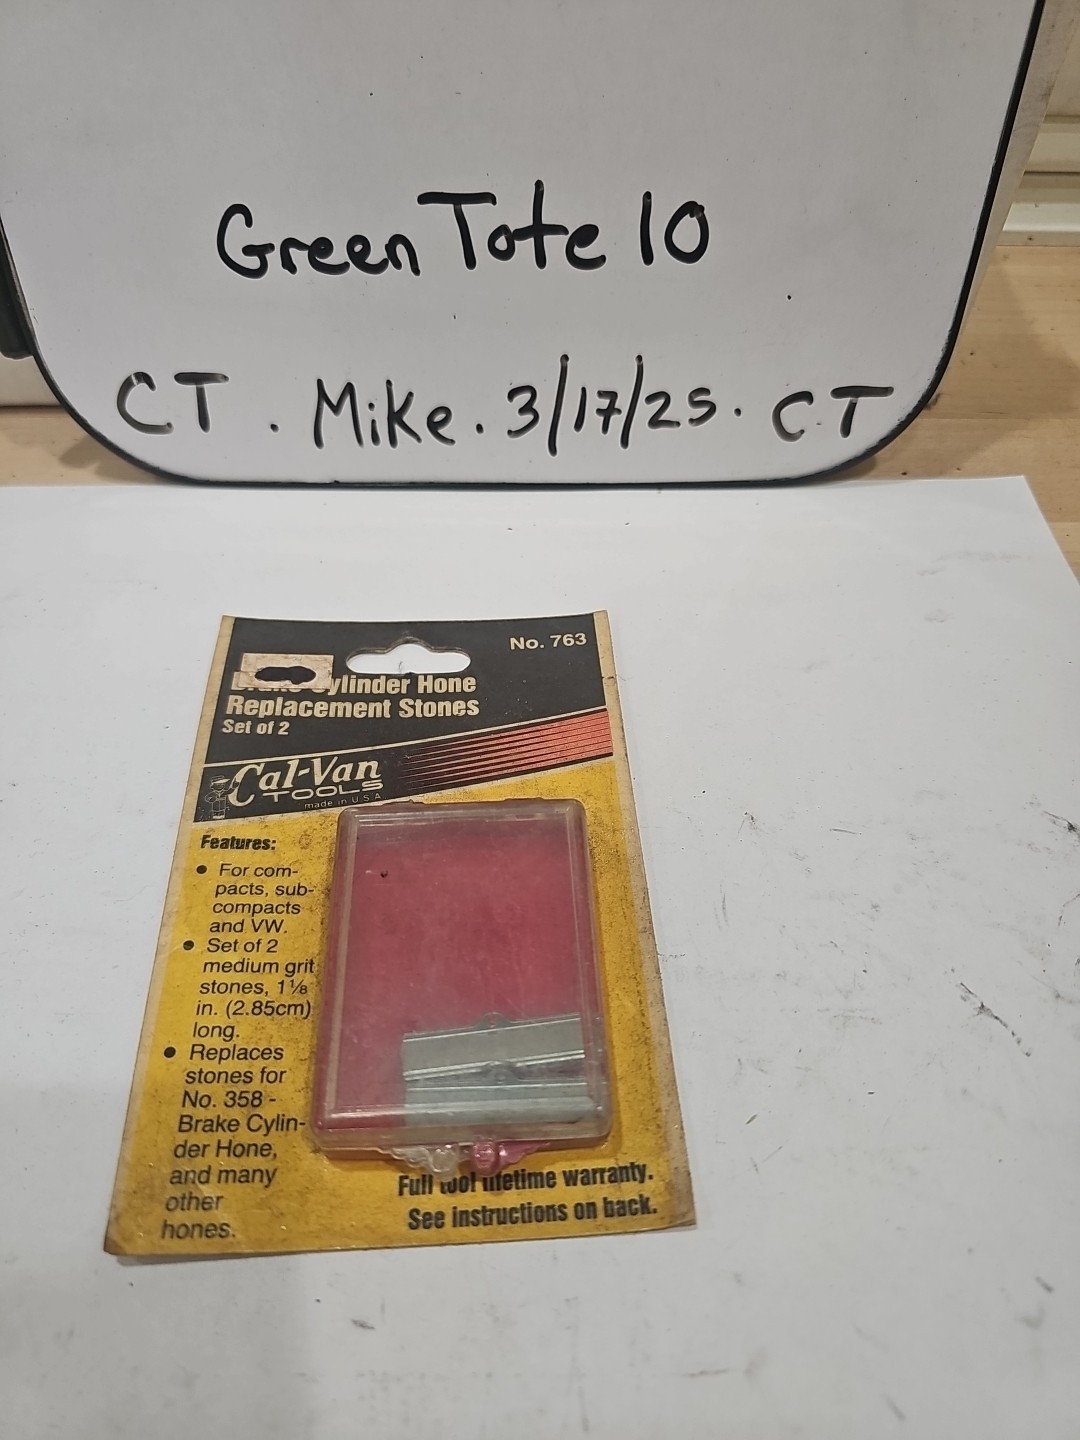 Green Tote 10
CT . Mike . 3/17/25 . CT
No. 763
Brake Cylinder Hone
Replacement Stones
Set of 2
Cal-Van
TOOLS
made in U.S.A.
Features:
● For com-
pacts, sub-
compacts
and VW.
● Set of 2
medium grit
stones, 1⅛
in. (2.85cm)
long.
● Replaces
stones for
No. 358 -
Brake Cylin-
der Hone,
and many
other
hones.
Full tool lifetime warranty.
See instructions on back.